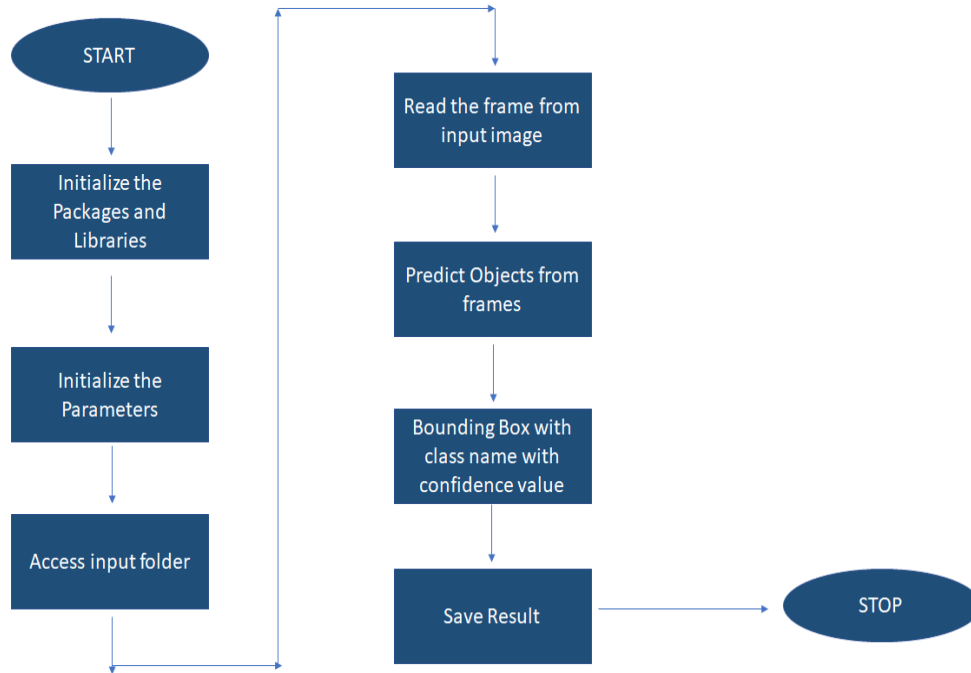 START
Initialize the
Packages and
Libraries
Initialize the
Parameters
Access input folder
Read the frame from
input image
Predict Objects from
frames
Bounding Box with
class name with
confidence value
Save Result
STOP